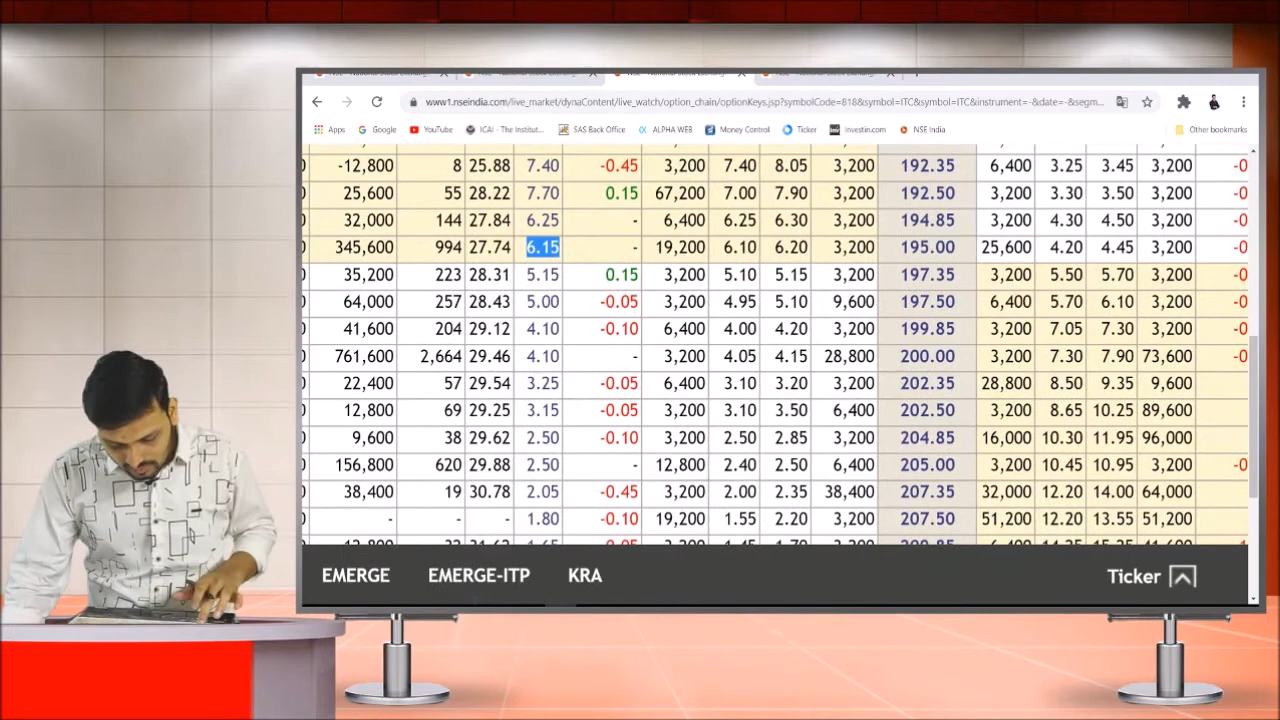 www1.nseindia.com/live_market/dynaContent/live_watch/option_chain/optionKeys.jsp?symbolCode=818&symbol=ITC&symbol=ITC&instrument=-&date=-&segm...
Apps Google YouTube ICAI - The Institut... SAS Back Office ALPHA WEB Money Control Ticker Investin.com NSE India Other bookmarks
-12,800 8 25.88 7.40 -0.45 3,200 7.40 8.05 3,200 192.35 6,400 3.25 3.45 3,200 -0
25,600 55 28.22 7.70 0.15 67,200 7.00 7.90 3,200 192.50 3,200 3.30 3.50 3,200 -0
32,000 144 27.84 6.25 - 6,400 6.25 6.30 3,200 194.85 3,200 4.30 4.50 3,200 -0
345,600 994 27.74 6.15 - 19,200 6.10 6.20 3,200 195.00 25,600 4.20 4.45 3,200 -0
35,200 223 28.31 5.15 0.15 3,200 5.10 5.15 3,200 197.35 3,200 5.50 5.70 3,200 -0
64,000 257 28.43 5.00 -0.05 3,200 4.95 5.10 9,600 197.50 6,400 5.70 6.10 3,200 -0
41,600 204 29.12 4.10 -0.10 6,400 4.00 4.20 3,200 199.85 3,200 7.05 7.30 3,200 -0
761,600 2,664 29.46 4.10 - 3,200 4.05 4.15 28,800 200.00 3,200 7.30 7.90 73,600 -0
22,400 57 29.54 3.25 -0.05 6,400 3.10 3.20 3,200 202.35 28,800 8.50 9.35 9,600
12,800 69 29.25 3.15 -0.05 3,200 3.10 3.50 6,400 202.50 3,200 8.65 10.25 89,600
9,600 38 29.62 2.50 -0.10 3,200 2.50 2.85 3,200 204.85 16,000 10.30 11.95 96,000
156,800 620 29.88 2.50 - 12,800 2.40 2.50 6,400 205.00 3,200 10.45 10.95 3,200 -0
38,400 19 30.78 2.05 -0.45 3,200 2.00 2.35 38,400 207.35 32,000 12.20 14.00 64,000
- - - 1.80 -0.10 19,200 1.55 2.20 3,200 207.50 51,200 12.20 13.55 51,200
EMERGE EMERGE-ITP KRA Ticker